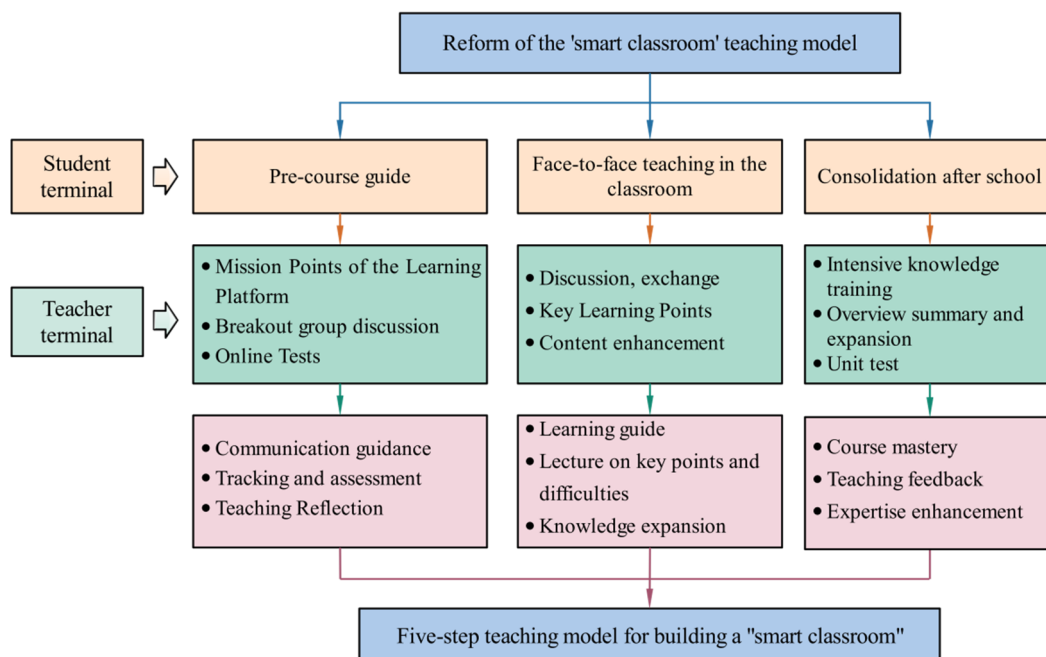 Reform of the 'smart classroom' teaching model
Student
terminal
Pre-course guide
Face-to-face teaching in the
classroom
Consolidation after school
Teacher
terminal
• Mission Points of the Learning
Platform
• Breakout group discussion
• Online Tests
• Discussion, exchange
• Key Learning Points
• Content enhancement
• Intensive knowledge
training
• Overview summary and
expansion
• Unit test
• Communication guidance
• Tracking and assessment
• Teaching Reflection
• Learning guide
• Lecture on key points and
difficulties
• Knowledge expansion
• Course mastery
• Teaching feedback
• Expertise enhancement
Five-step teaching model for building a "smart classroom"